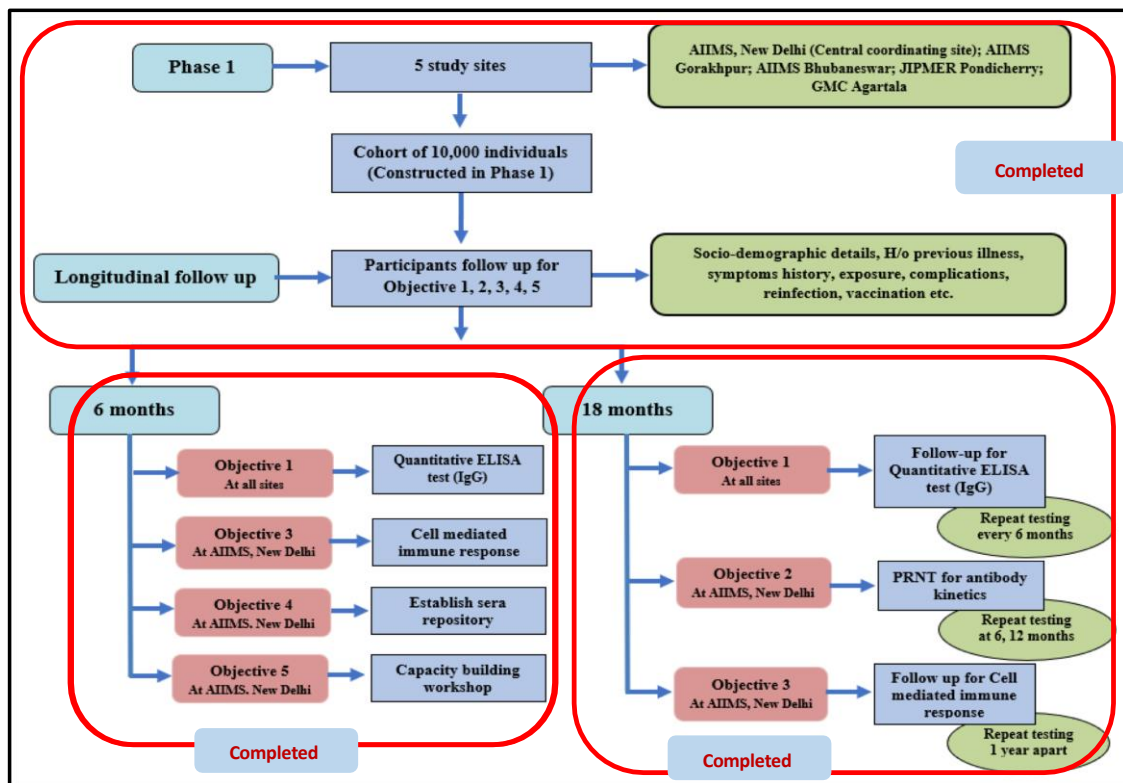 Phase 1
5 study sites
AIIMS, New Delhi (Central coordinating site); AIIMS
Gorakhpur; AIIMS Bhubaneswar; JIPMER Pondicherry;
GMC Agartala
Cohort of 10,000 individuals
(Constructed in Phase 1)
Completed
Longitudinal follow up
Participants follow up for
Objective 1, 2, 3, 4, 5
Socio-demographic details, H/o previous illness,
symptoms history, exposure, complications,
reinfection, vaccination etc.
6 months
Objective 1
At all sites
Quantitative ELISA
test (IgG)
Objective 3
At AIIMS, New Delhi
Cell mediated
immune response
Objective 4
At AIIMS. New Delhi
Establish sera
repository
Objective 5
At AIIMS. New Delhi
Capacity building
workshop
Completed
18 months
Objective 1
At all sites
Follow-up for
Quantitative ELISA
test (IgG)
Repeat testing
every 6 months
Objective 2
At AIIMS, New Delhi
PRNT for antibody
kinetics
Repeat testing
at 6, 12 months
Objective 3
At AIIMS, New Delhi
Follow up for Cell
mediated immune
response
Repeat testing
1 year apart
Completed